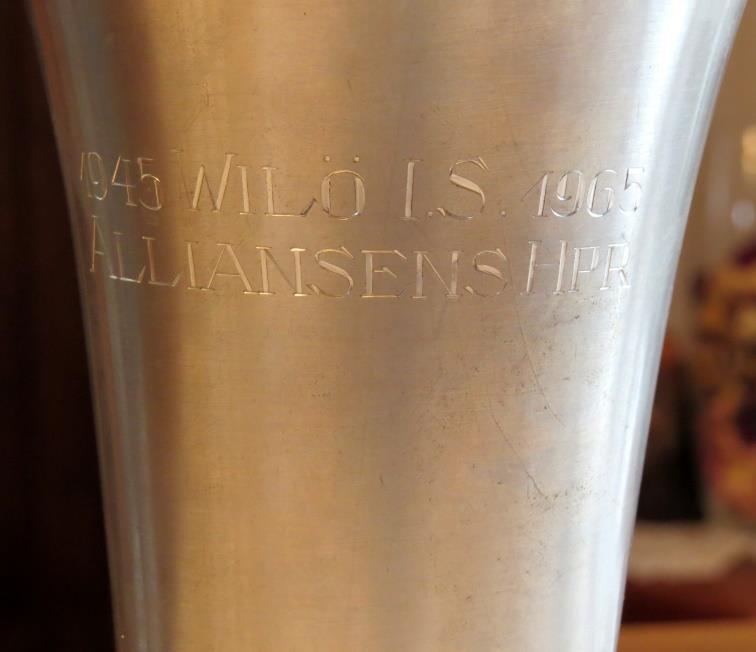 1945 WILÖ I.S. 1965
ALLIANSENS HPR